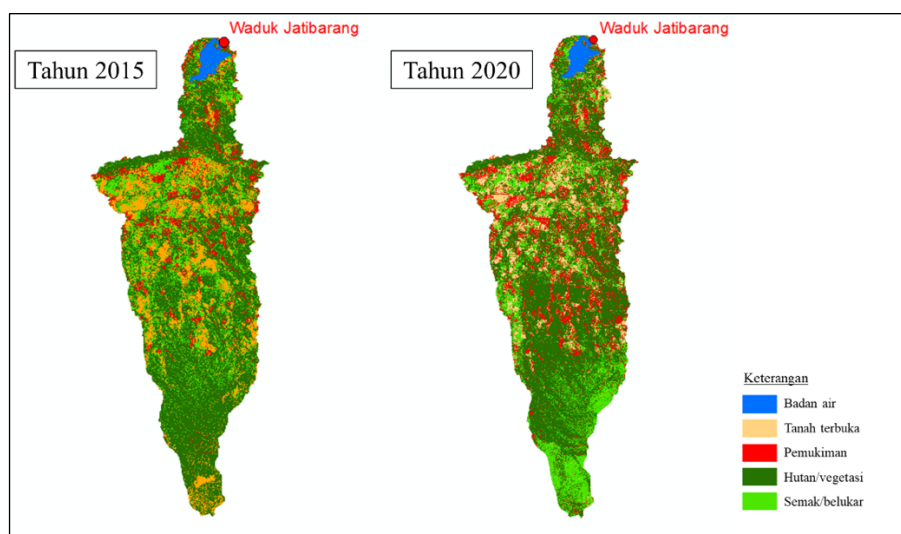 Waduk Jatibarang
Tahun 2015
Waduk Jatibarang
Tahun 2020
Keterangan
Badan air
Tanah terbuka
Pemukiman
Hutan/vegetasi
Semak/belukar